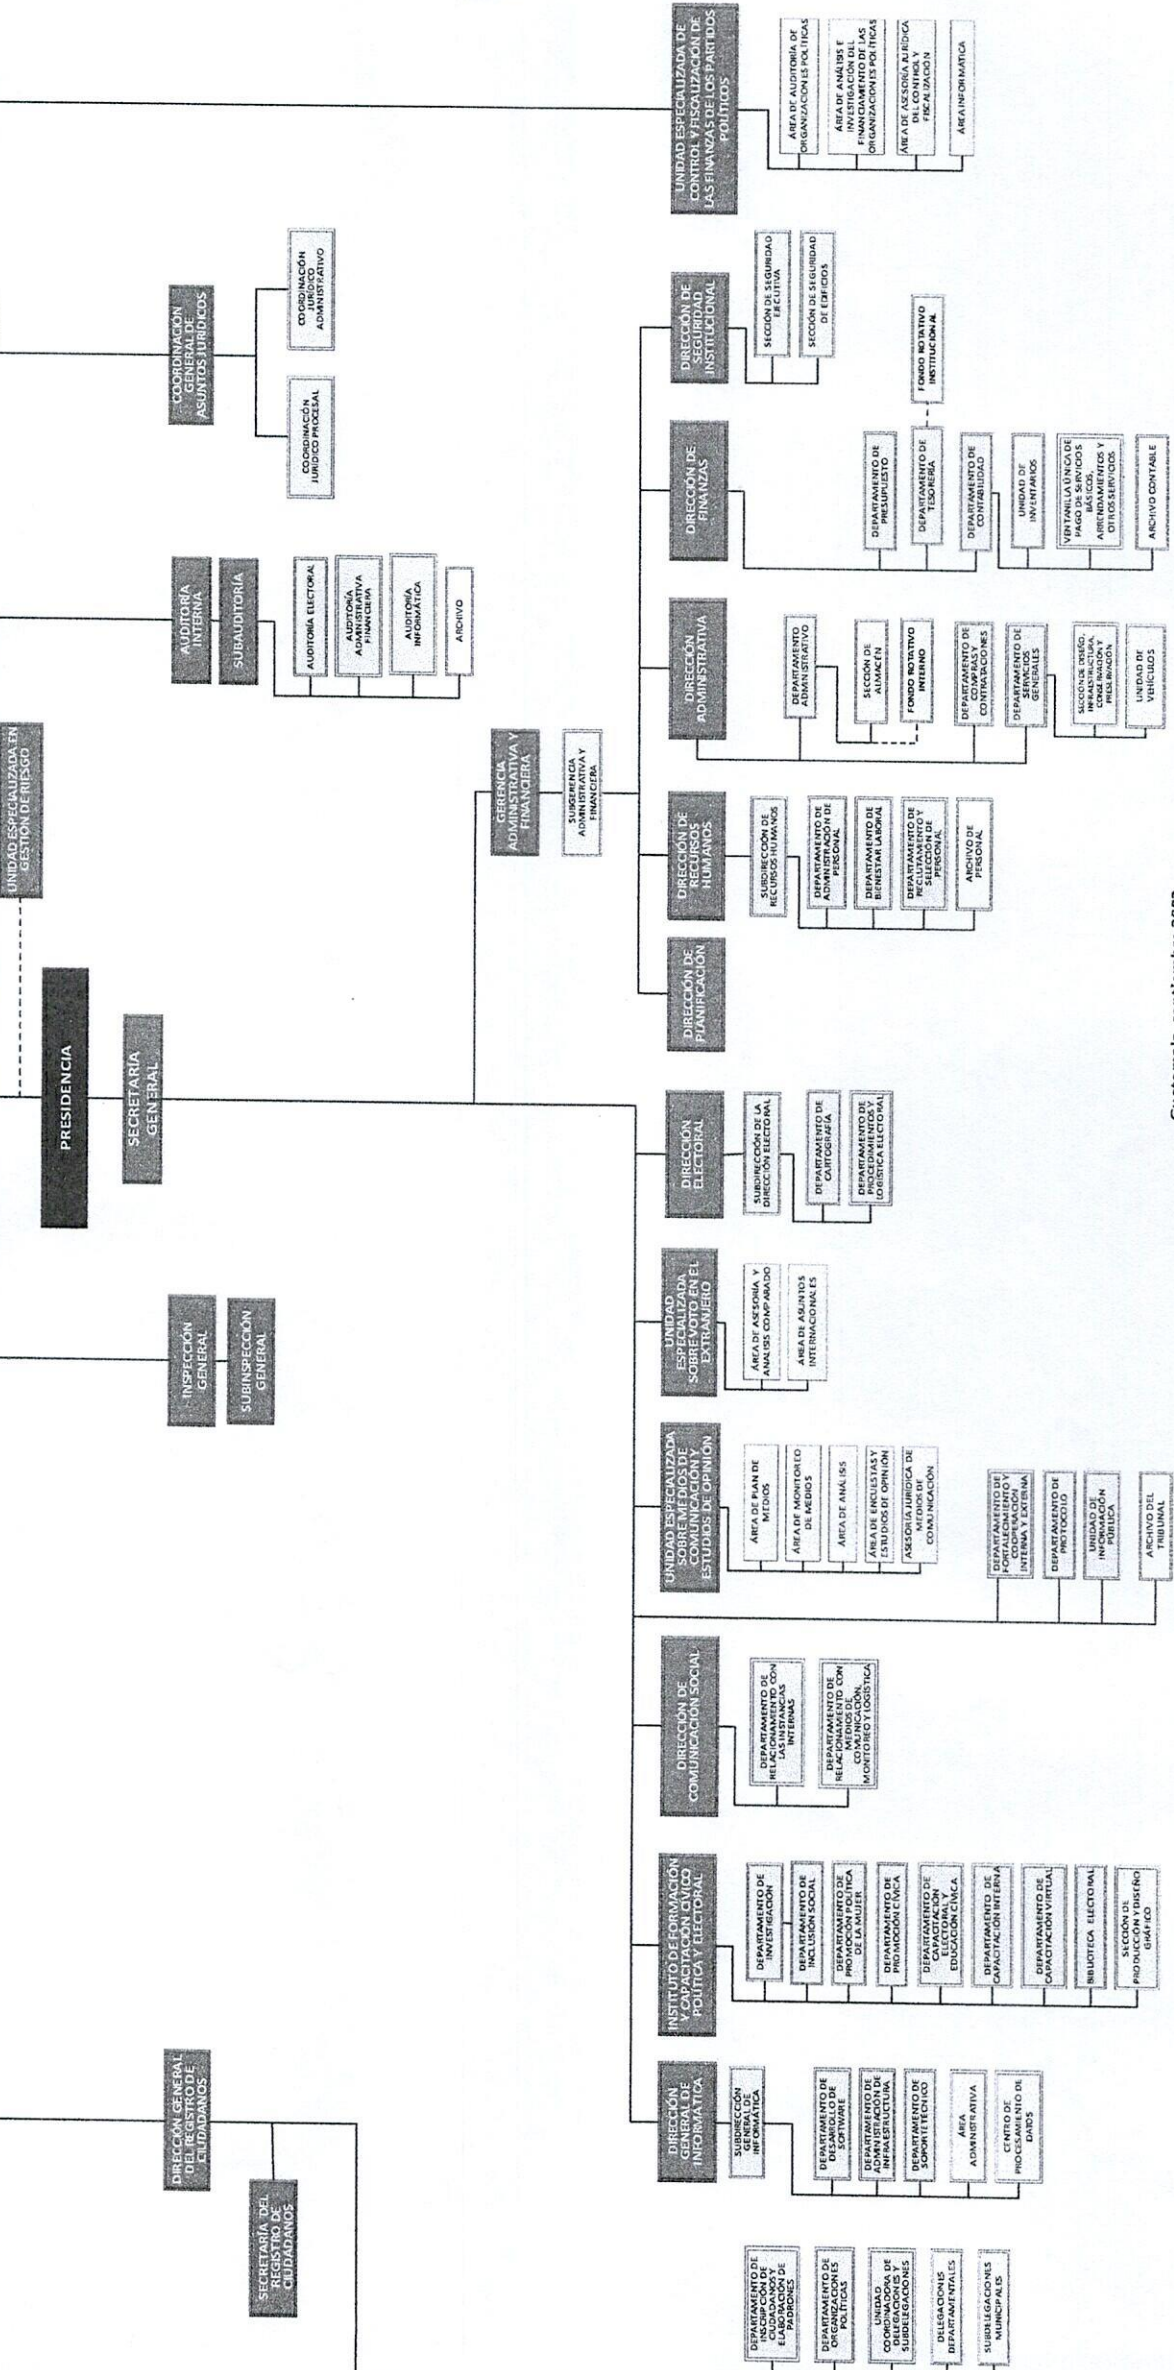 UNIDAD ESPECIALIZADA EN
GESTIÓN DE RIESGO
PRESIDENCIA
SECRETARÍA
GENERAL
DIRECCIÓN GENERAL
DEL REGISTRO DE
CIUDADANOS
SECRETARÍA DEL
REGISTRO DE
CIUDADANOS
INSPECCIÓN
GENERAL
SUBINSPECCIÓN
GENERAL
AUDITORÍA
INTERNA
SUBAUDITORÍA
AUDITORÍA ELECTORAL
AUDITORÍA
ADMINISTRATIVA
FINANCIERA
AUDITORÍA
INFORMÁTICA
ARCHIVO
COORDINACIÓN
GENERAL DE
ASUNTOS JURÍDICOS
COORDINACIÓN
JURÍDICO PROCESAL
COORDINACIÓN
JURÍDICO
ADMINISTRATIVO
GERENCIA
ADMINISTRATIVA Y
FINANCIERA
SUBGERENCIA
ADMINISTRATIVA Y
FINANCIERA
DEPARTAMENTO DE
INSCRIPCIÓN DE
CIUDADANOS Y
ELABORACIÓN DE
PADRONES
DEPARTAMENTO DE
ORGANIZACIONES
POLÍTICAS
UNIDAD
COORDINADORA DE
DELEGACIONES Y
SUBDELEGACIONES
DELEGACIONES
DEPARTAMENTALES
SUBDELEGACIONES
MUNICIPALES
DIRECCIÓN
GENERAL DE
INFORMÁTICA
SUBDIRECCIÓN
GENERAL DE
INFORMÁTICA
DEPARTAMENTO DE
DESARROLLO DE
SOFTWARE
DEPARTAMENTO DE
ADMINISTRACIÓN DE
INFRAESTRUCTURA
DEPARTAMENTO DE
SOPORTE TÉCNICO
ÁREA
ADMINISTRATIVA
CENTRO DE
PROCESAMIENTO DE
DATOS
INSTITUTO DE FORMACIÓN
Y CAPACITACIÓN CÍVICO
POLÍTICA Y ELECTORAL
DEPARTAMENTO DE
INVESTIGACIÓN
DEPARTAMENTO DE
INCLUSIÓN SOCIAL
DEPARTAMENTO DE
PROMOCIÓN POLÍTICA
DE LA MUJER
DEPARTAMENTO DE
PROMOCIÓN CÍVICA
DEPARTAMENTO DE
CAPACITACIÓN
ELECTORAL Y
EDUCACIÓN CÍVICA
DEPARTAMENTO DE
CAPACITACIÓN INTERNA
DEPARTAMENTO DE
CAPACITACIÓN VIRTUAL
BIBLIOTECA ELECTORAL
SECCIÓN DE
PRODUCCIÓN Y DISEÑO
GRÁFICO
DIRECCIÓN DE
COMUNICACIÓN SOCIAL
DEPARTAMENTO DE
RELACIONAMIENTO CON
LAS INSTANCIAS
INTERNAS
DEPARTAMENTO DE
RELACIONAMIENTO CON
MEDIOS DE
COMUNICACIÓN,
MONITOREO Y LOGÍSTICA
DEPARTAMENTO DE
FORTALECIMIENTO Y
COOPERACIÓN
INTERNA Y EXTERNA
DEPARTAMENTO DE
PROTOCOLO
UNIDAD DE
INFORMACIÓN
PÚBLICA
ARCHIVO DEL
TRIBUNAL
UNIDAD ESPECIALIZADA
SOBRE MEDIOS DE
COMUNICACIÓN Y
ESTUDIOS DE OPINIÓN
ÁREA DE PLAN DE
MEDIOS
ÁREA DE MONITOREO
DE MEDIOS
ÁREA DE ANÁLISIS
ÁREA DE ENCUESTAS Y
ESTUDIOS DE OPINIÓN
ASESORÍA JURÍDICA DE
MEDIOS DE
COMUNICACIÓN
UNIDAD
ESPECIALIZADA
SOBRE VOTO EN EL
EXTRANJERO
ÁREA DE ASESORÍA Y
ANALISIS COMPARADO
ÁREA DE ASUNTOS
INTERNACIONALES
DIRECCIÓN
ELECTORAL
SUBDIRECCIÓN DE LA
DIRECCIÓN ELECTORAL
DEPARTAMENTO DE
CARTOGRAFÍA
DEPARTAMENTO DE
PROCEDIMIENTOS Y
LOGÍSTICA ELECTORAL
DIRECCIÓN DE
PLANIFICACIÓN
DIRECCIÓN DE
RECURSOS
HUMANOS
SUBDIRECCIÓN DE
RECURSOS HUMANOS
DEPARTAMENTO DE
ADMINISTRACIÓN DE
PERSONAL
DEPARTAMENTO DE
BIENESTAR LABORAL
DEPARTAMENTO DE
RECLUTAMIENTO Y
SELECCIÓN DE
PERSONAL
ARCHIVO DE
PERSONAL
DIRECCIÓN
ADMINISTRATIVA
DEPARTAMENTO
ADMINISTRATIVO
SECCIÓN DE
ALMACÉN
FONDO ROTATIVO
INTERNO
DEPARTAMENTO DE
COMPRAS Y
CONTRATACIONES
DEPARTAMENTO DE
SERVICIOS
GENERALES
SECCIÓN DE DISEÑO,
INFRAESTRUCTURA,
CONSERVACIÓN Y
PRESERVACIÓN
UNIDAD DE
VEHÍCULOS
DIRECCIÓN DE
FINANZAS
DEPARTAMENTO DE
PRESUPUESTO
DEPARTAMENTO DE
TESORERÍA
FONDO ROTATIVO
INSTITUCIONAL
DEPARTAMENTO DE
CONTABILIDAD
UNIDAD DE
INVENTARIOS
VENTANILLA ÚNICA DE
PAGO DE SERVICIOS
BÁSICOS,
ARRENDAMIENTOS Y
OTROS SERVICIOS
ARCHIVO CONTABLE
DIRECCIÓN DE
SEGURIDAD
INSTITUCIONAL
SECCIÓN DE SEGURIDAD
EJECUTIVA
SECCIÓN DE SEGURIDAD
DE EDIFICIOS
UNIDAD ESPECIALIZADA DE
CONTROL Y FISCALIZACIÓN DE
LAS FINANZAS DE LOS PARTIDOS
POLÍTICOS
ÁREA DE AUDITORÍA DE
ORGANIZACIONES POLÍTICAS
ÁREA DE ANÁLISIS E
INVESTIGACIÓN DEL
FINANCIAMIENTO DE LAS
ORGANIZACIONES POLÍTICAS
ÁREA DE ASESORÍA JURÍDICA
DEL CONTROL Y
FISCALIZACIÓN
ÁREA INFORMÁTICA